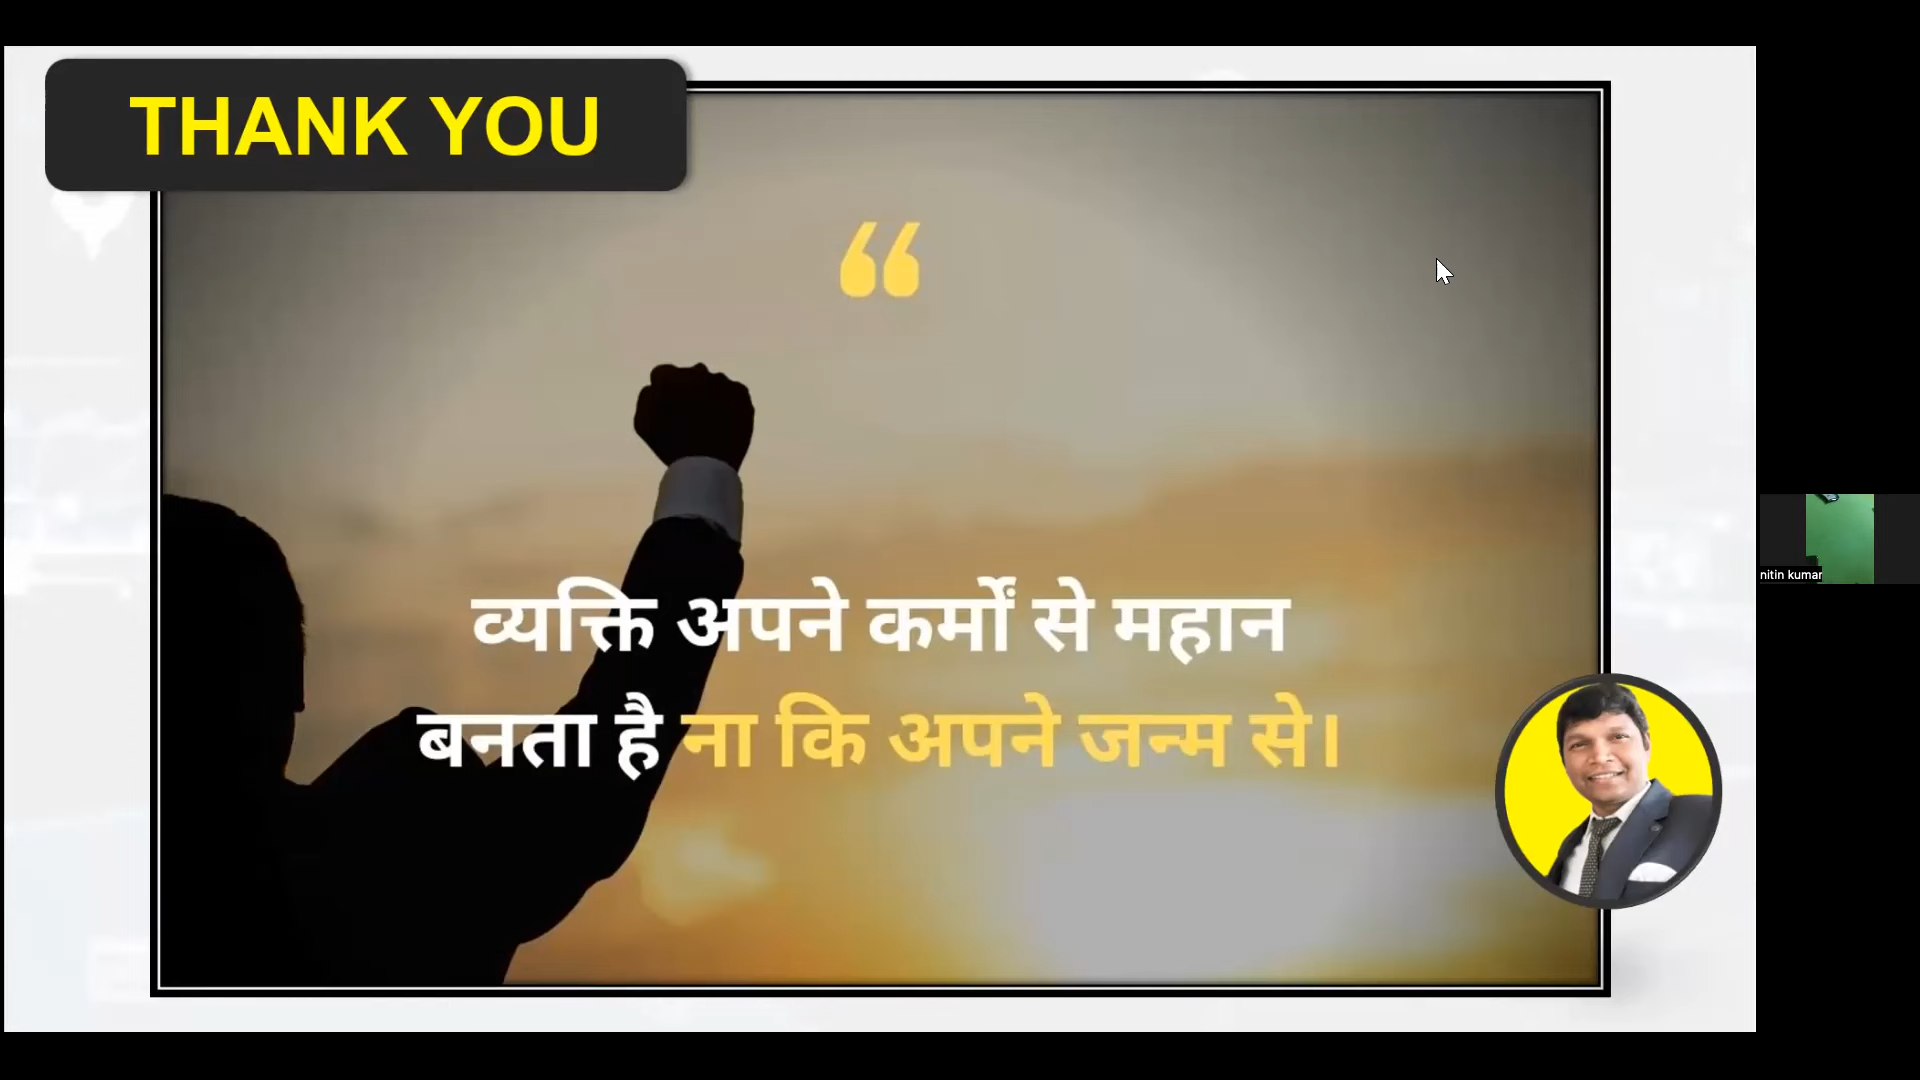 THANK YOU
“
व्यक्ति अपने कर्मों से महान
बनता है ना कि अपने जन्म से।
nitin kumar